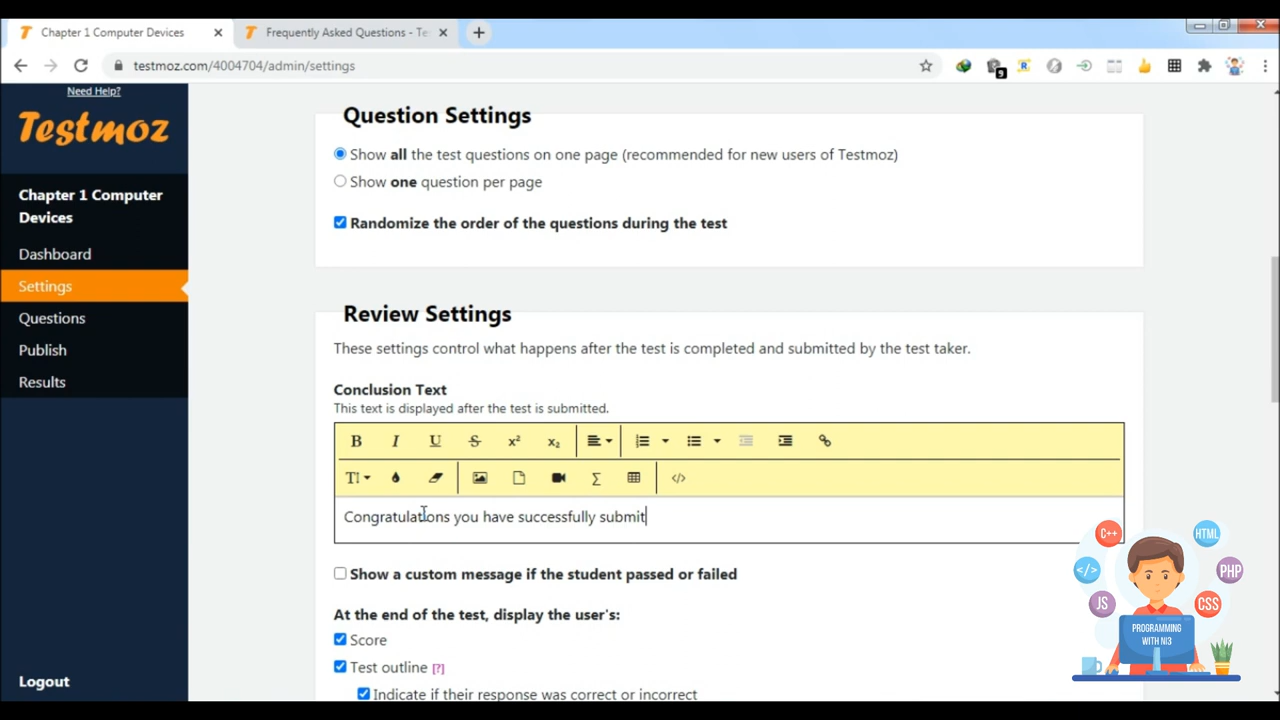 Chapter 1 Computer Devices
Frequently Asked Questions - Te
testmoz.com/4004704/admin/settings
9
Need Help?
Testmoz
Chapter 1 Computer
Devices
Dashboard
Settings
Questions
Publish
Results
Logout
Question Settings
Show all the test questions on one page (recommended for new users of Testmoz)
Show one question per page
Randomize the order of the questions during the test
Review Settings
These settings control what happens after the test is completed and submitted by the test taker.
Conclusion Text
This text is displayed after the test is submitted.
B I U S x² x₂
T Σ </>
Congratulations you have successfully submit
Show a custom message if the student passed or failed
At the end of the test, display the user's:
Score
Test outline [?]
Indicate if their response was correct or incorrect
C++ HTML
</> PHP
JS CSS
PROGRAMMING
WITH NI3